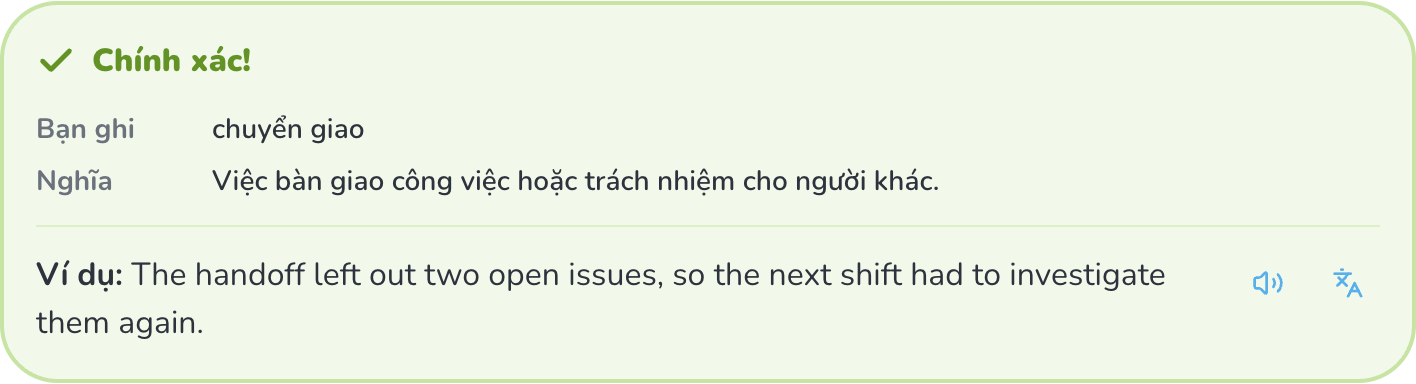 Chính xác!
Bạn ghi chuyển giao
Nghĩa Việc bàn giao công việc hoặc trách nhiệm cho người khác.
Ví dụ: The handoff left out two open issues, so the next shift had to investigate
them again.